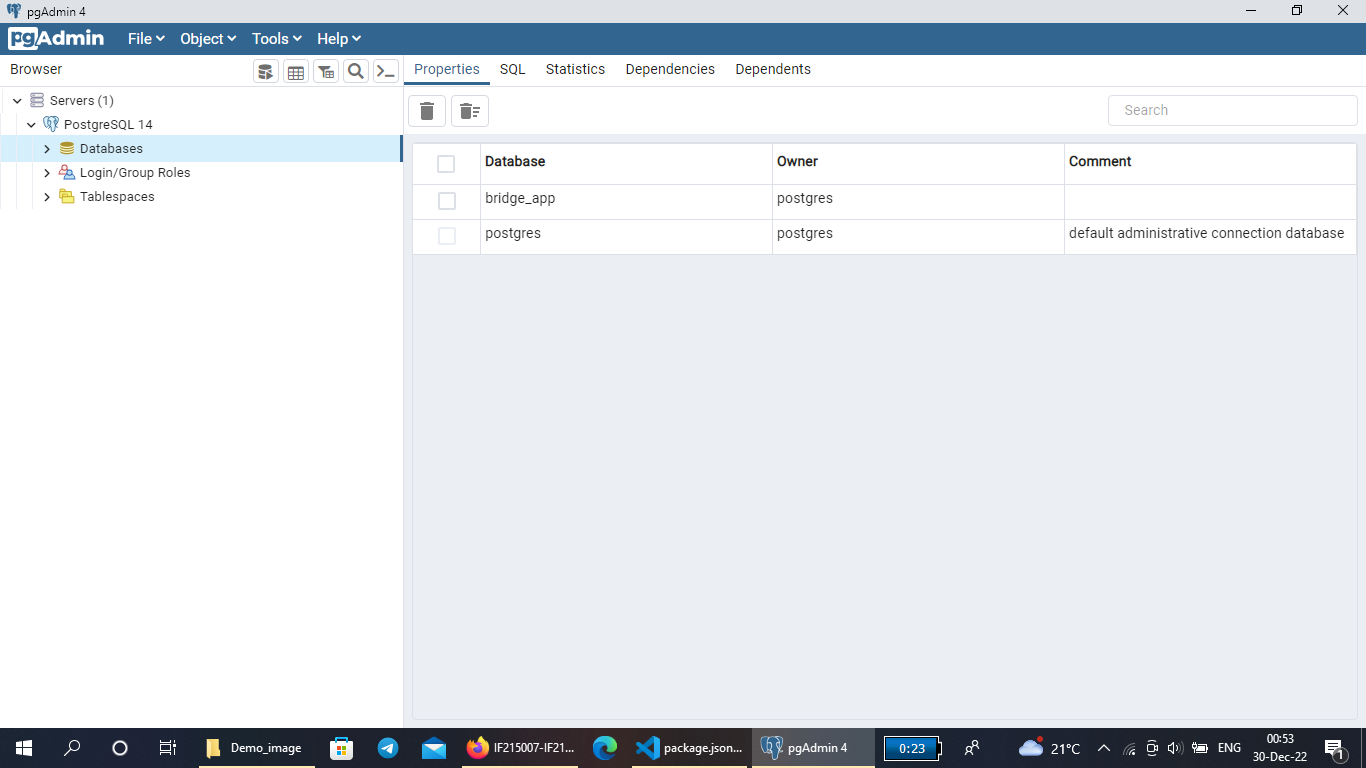 pgAdmin 4
pgAdmin File Object Tools Help
Browser Properties SQL Statistics Dependencies Dependents
Servers (1)
Search
PostgreSQL 14
Databases
Login/Group Roles
Tablespaces
Database Owner Comment
bridge_app postgres
postgres postgres default administrative connection database
Demo_image IF215007-IF21... package.json... pgAdmin 4 0:23 21°C ENG 00:53
30-Dec-22 1